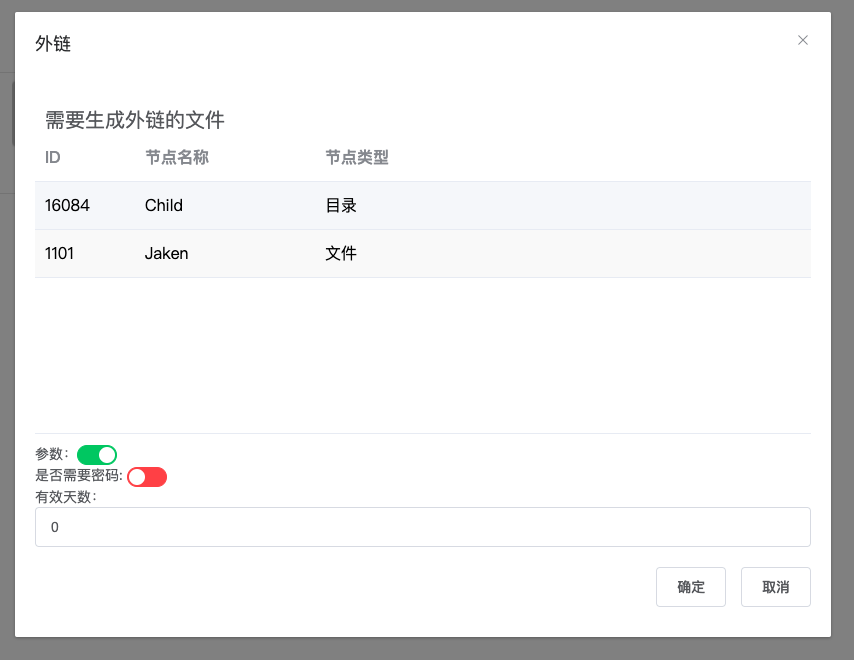 外链
需要生成外链的文件
ID 节点名称 节点类型
16084 Child 目录
1101 Jaken 文件
参数：
是否需要密码:
有效天数：
0
确定 取消